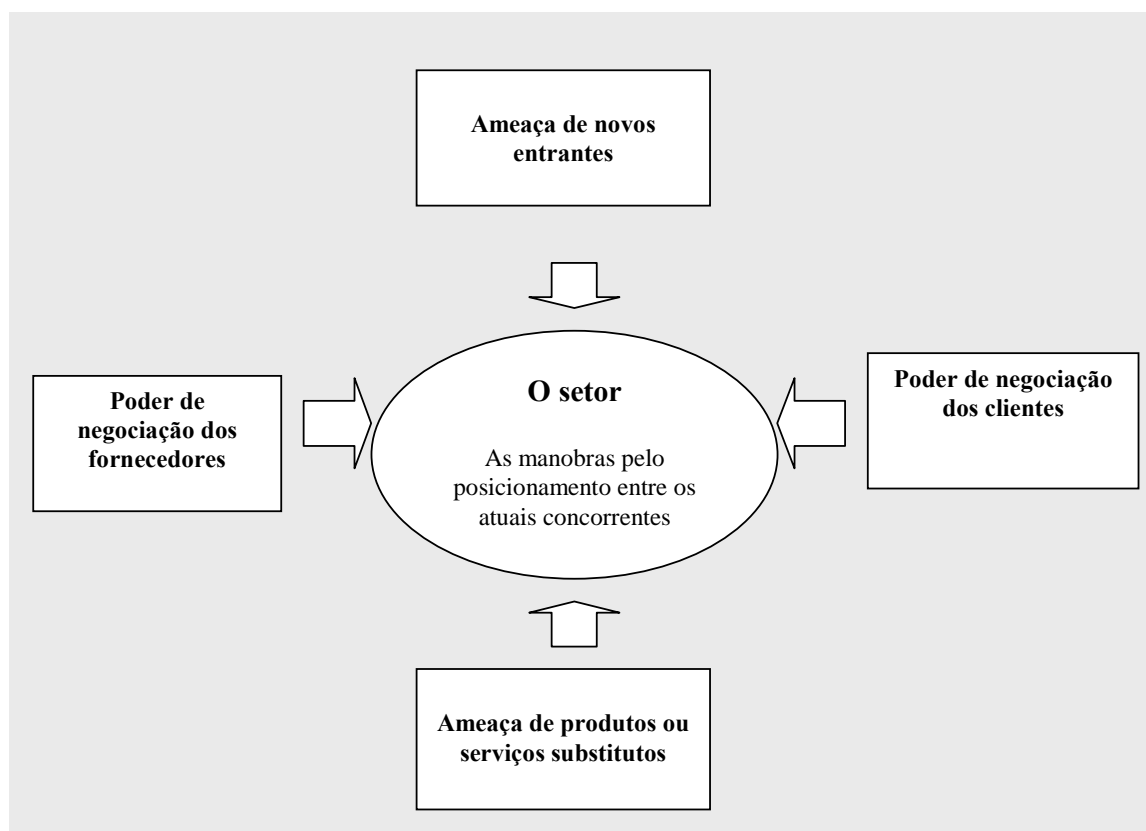 Ameaça de novos
entrantes
Poder de
negociação dos
fornecedores
O setor
As manobras pelo
posicionamento entre os
atuais concorrentes
Poder de negociação
dos clientes
Ameaça de produtos ou
serviços substitutos